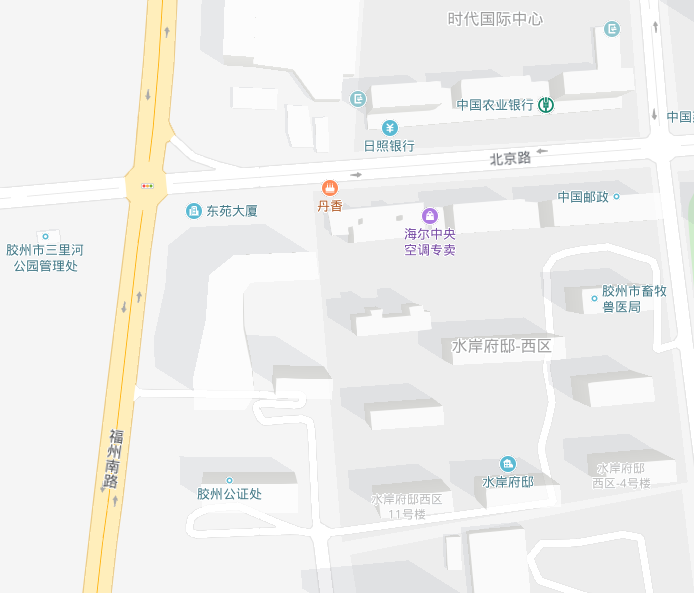 时代国际中心
中国农业银行
中国
日照银行
北京路
丹香
中国邮政
东苑大厦
海尔中央
空调专卖
胶州市三里河
公园管理处
胶州市畜牧
兽医局
水岸府邸-西区
福州南路
水岸府邸
西区-4号楼
水岸府邸
胶州公证处
水岸府邸西区
11号楼